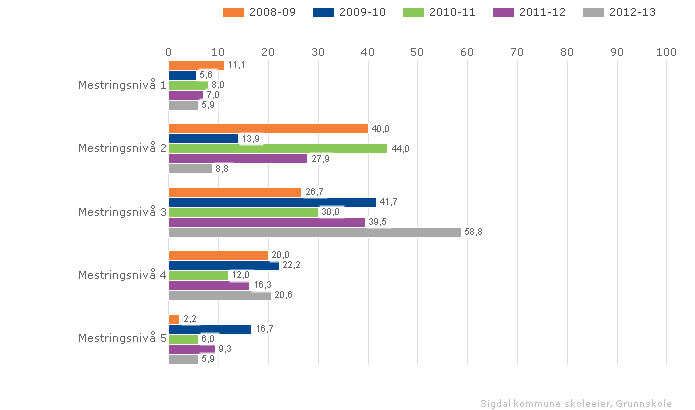 2008-09 2009-10 2010-11 2011-12 2012-13
0 10 20 30 40 50 60 70 80 90 100
11,1
5,6
Mestringsnivå 1 8,0
7,0
5,9
40,0
13,9
Mestringsnivå 2 44,0
27,9
8,8
26,7
41,7
Mestringsnivå 3 30,0
39,5
58,8
20,0
22,2
Mestringsnivå 4 12,0
16,3
20,6
2,2
16,7
Mestringsnivå 5 6,0
9,3
5,9
Sigdal kommune skoleeier, Grunnskole